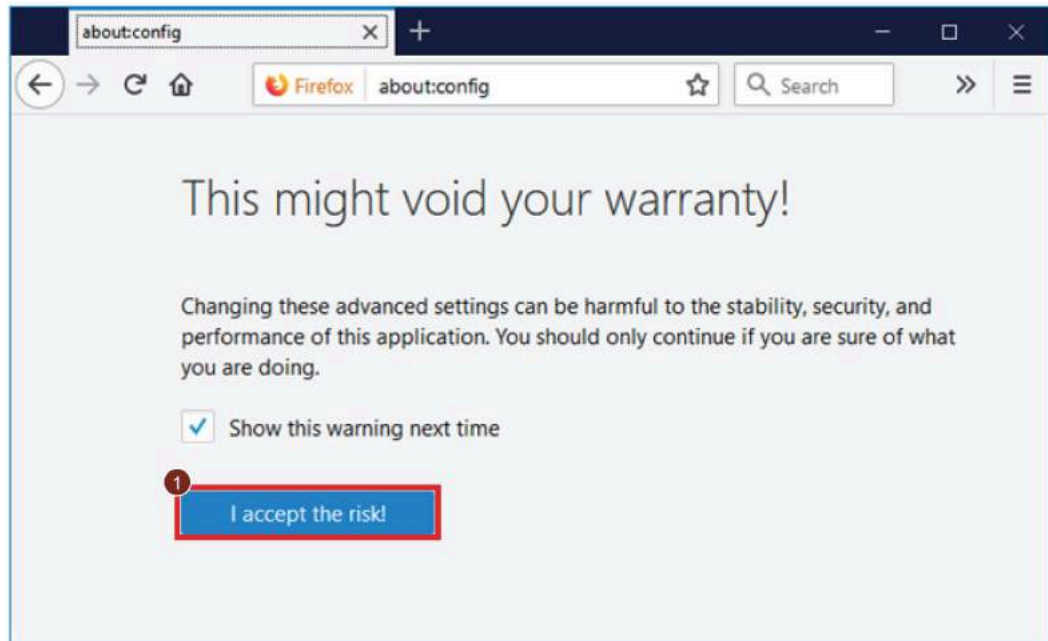 about:config
Firefox about:config Search
This might void your warranty!
Changing these advanced settings can be harmful to the stability, security, and
performance of this application. You should only continue if you are sure of what
you are doing.
Show this warning next time
1
I accept the risk!